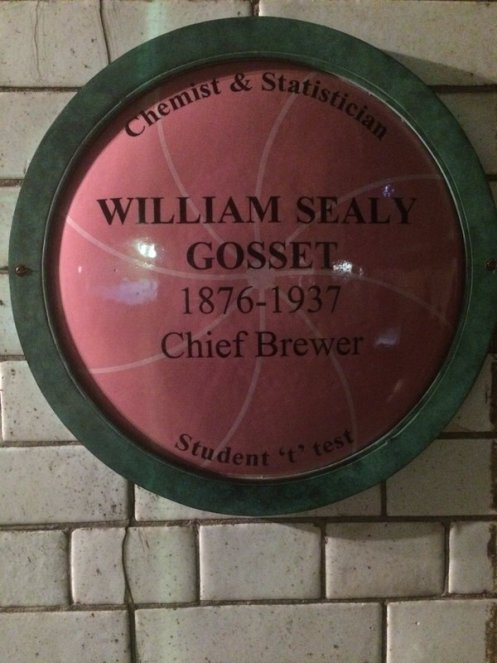 Chemist & Statistician
WILLIAM SEALY
GOSSET
1876-1937
Chief Brewer
Student ‘t’ test